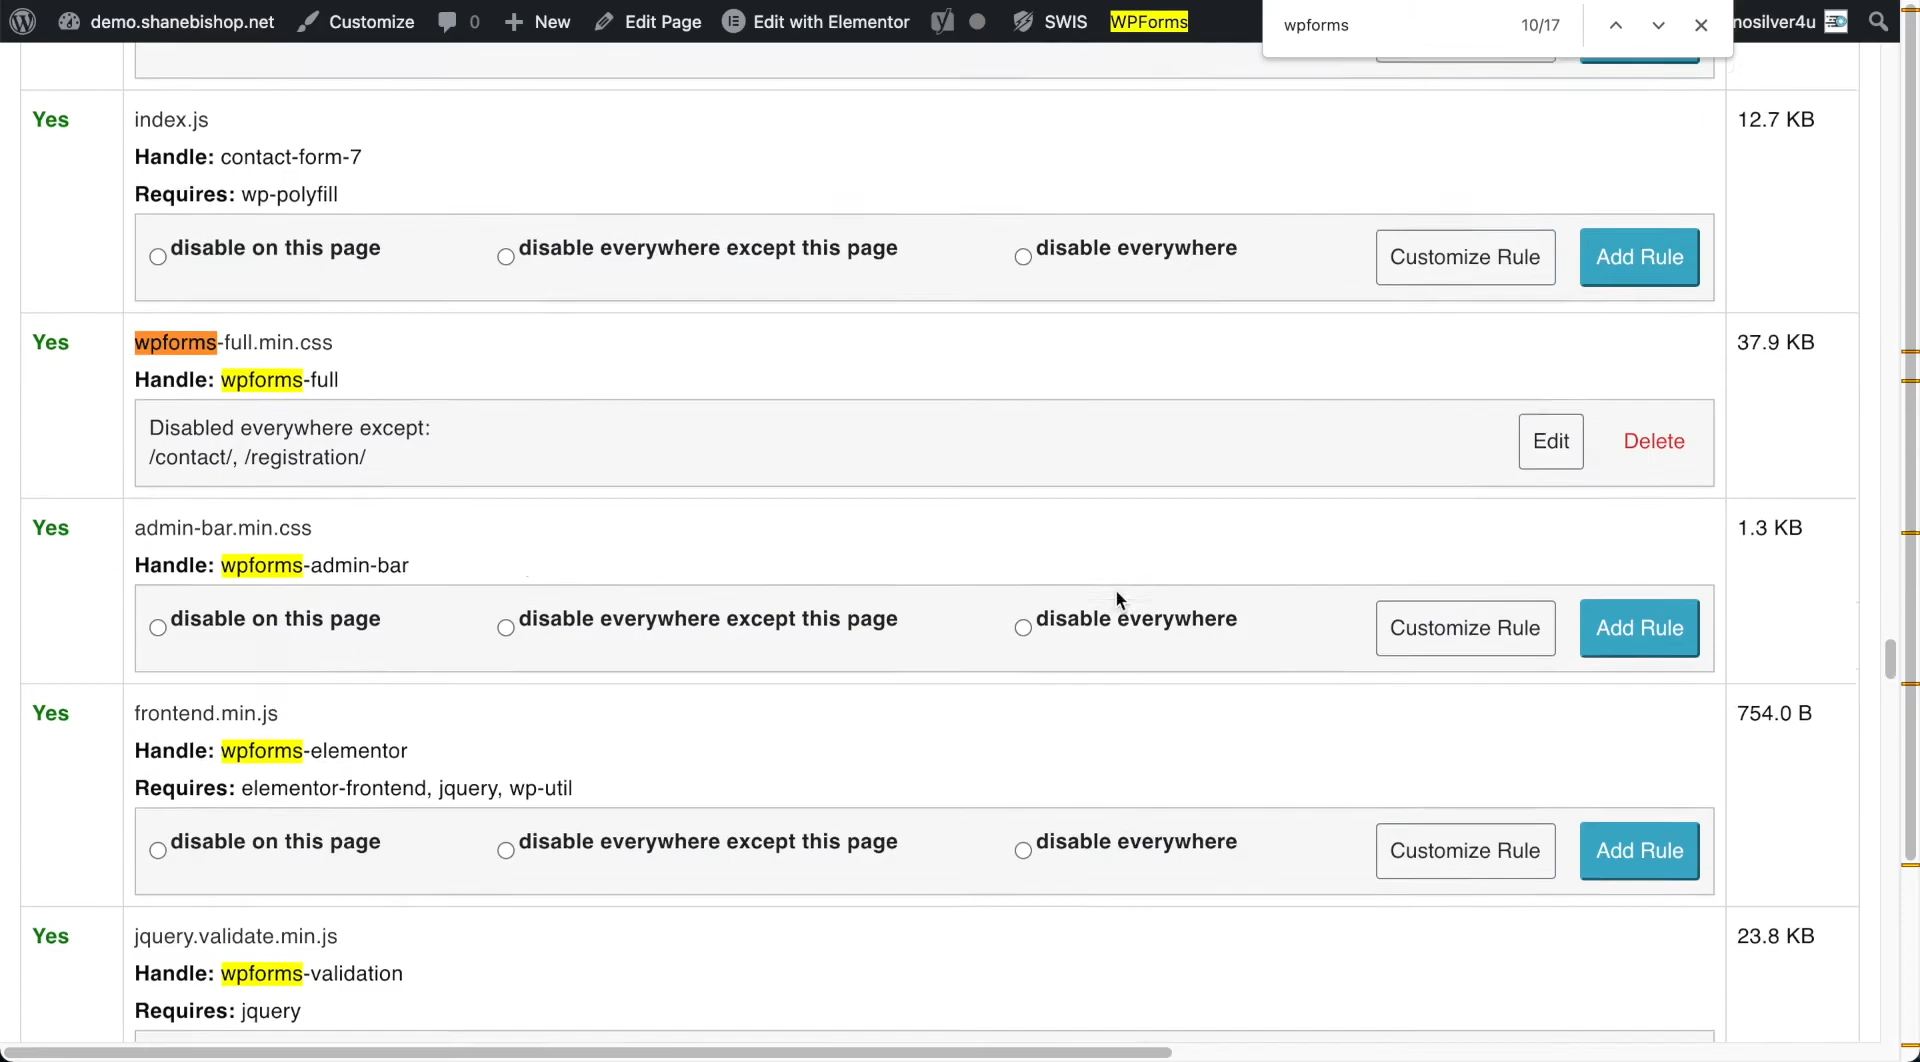 demo.shanebishop.net Customize 0 New Edit Page Edit with Elementor SWIS WPForms wpforms 10/17 nosilver4u
Yes index.js 12.7 KB
Handle: contact-form-7
Requires: wp-polyfill
disable on this page disable everywhere except this page disable everywhere Customize Rule Add Rule
Yes wpforms-full.min.css 37.9 KB
Handle: wpforms-full
Disabled everywhere except:
/contact/, /registration/
Edit Delete
Yes admin-bar.min.css 1.3 KB
Handle: wpforms-admin-bar
disable on this page disable everywhere except this page disable everywhere Customize Rule Add Rule
Yes frontend.min.js 754.0 B
Handle: wpforms-elementor
Requires: elementor-frontend, jquery, wp-util
disable on this page disable everywhere except this page disable everywhere Customize Rule Add Rule
Yes jquery.validate.min.js 23.8 KB
Handle: wpforms-validation
Requires: jquery